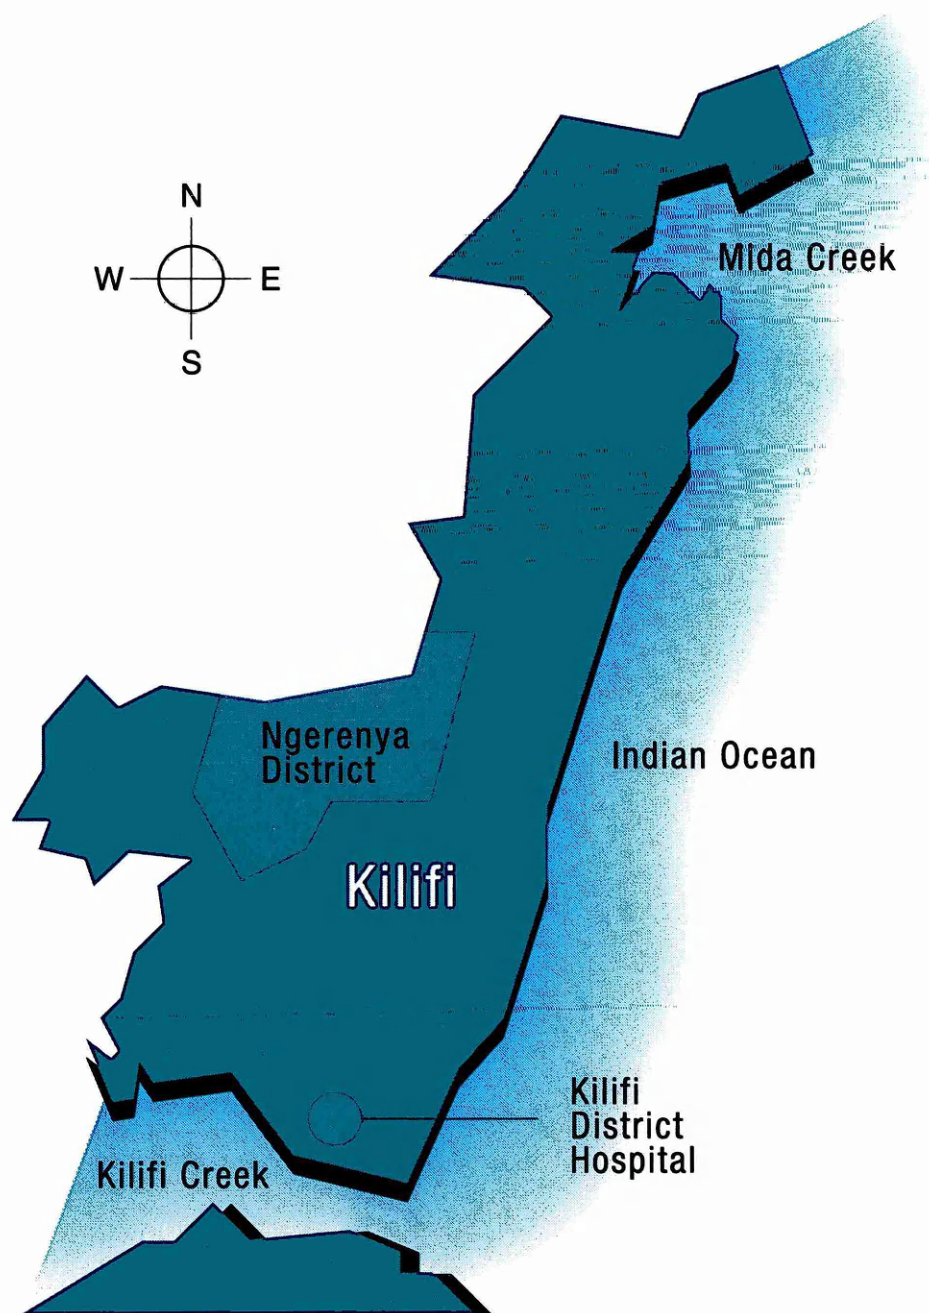 N
W E
S
Mida Creek
Ngerenya
District
Indian Ocean
Kilifi
Kilifi
District
Hospital
Kilifi Creek